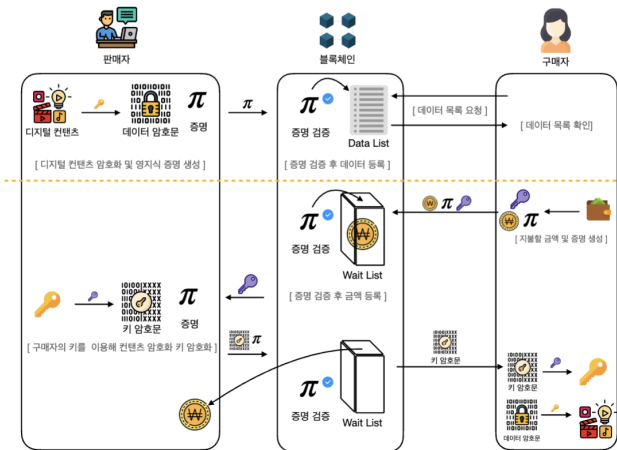 판매자
블록체인
구매자
디지털 컨탠츠
데이터 암호문
π
증명
π
π
증명 검증
Data List
[ 데이터 목록 요청 ]
[ 데이터 목록 확인]
[ 디지털 컨탠츠 암호화 및 영지식 증명 생성 ]
[ 증명 검증 후 데이터 등록 ]
π
증명 검증
₩
Wait List
₩ π
₩ π
[ 지불할 금액 및 증명 생성 ]
[ 증명 검증 후 금액 등록 ]
키 암호문
π
증명
[ 구매자의 키를 이용해 컨탠츠 암호화 키 암호화 ]
π
₩
π
증명 검증
Wait List
키 암호문
키 암호문
데이터 암호문